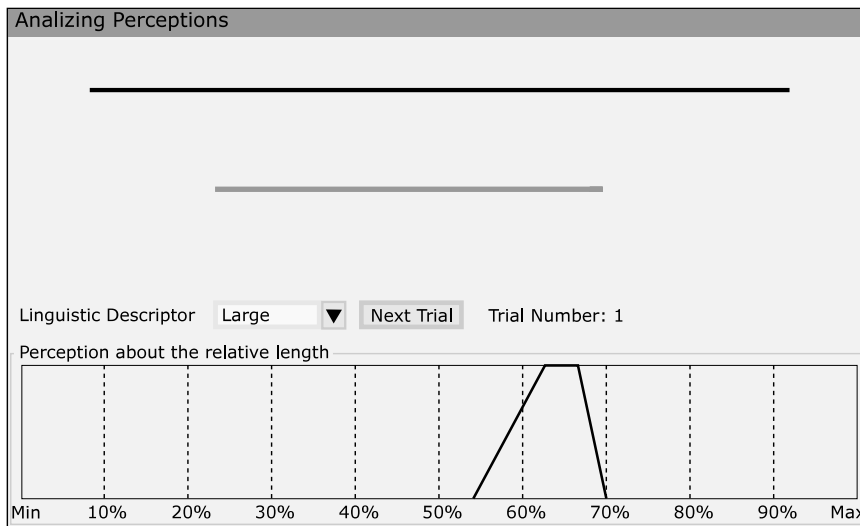 Analizing Perceptions
Linguistic Descriptor Large Next Trial Trial Number: 1
Perception about the relative length
Min 10% 20% 30% 40% 50% 60% 70% 80% 90% Max